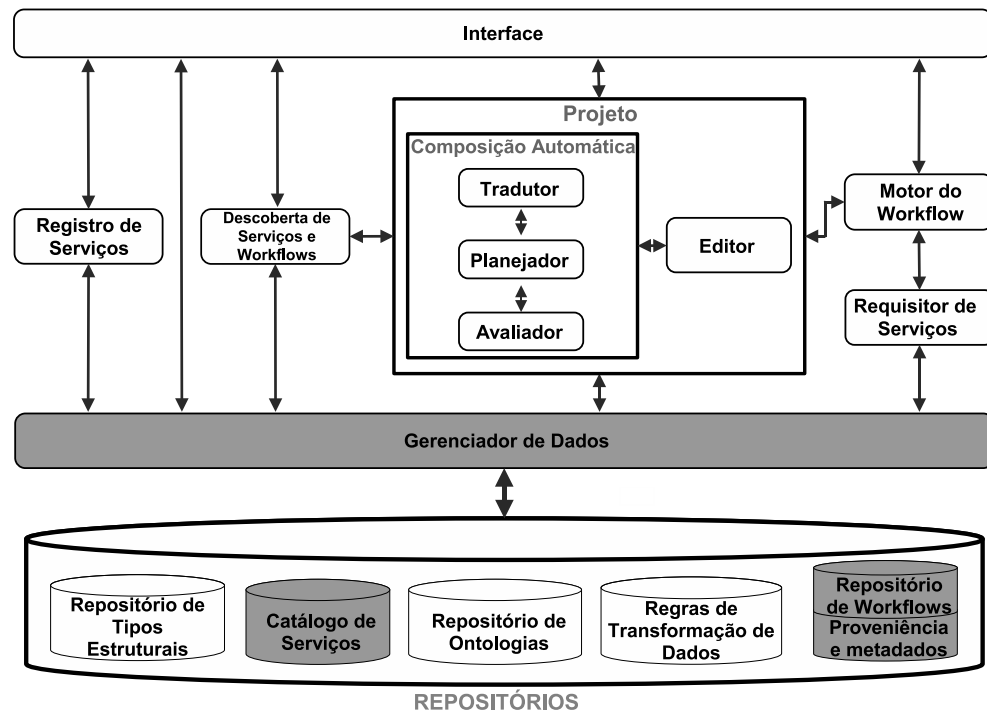 Interface
Projeto
Composição Automática
Tradutor
Planejador
Avaliador
Editor
Registro de
Serviços
Descoberta de
Serviços e
Workflows
Motor do
Workflow
Requisitor de
Serviços
Gerenciador de Dados
Repositório de
Tipos
Estruturais
Catálogo de
Serviços
Repositório de
Ontologias
Regras de
Transformação de
Dados
Repositório
de Workflows
Proveniência
e metadados
REPOSITÓRIOS